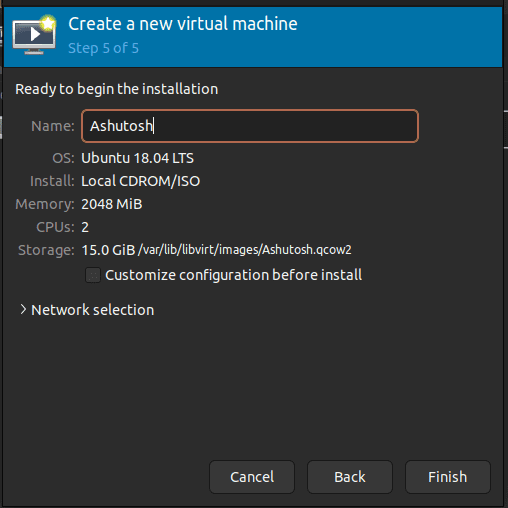 Create a new virtual machine
Step 5 of 5
Ready to begin the installation
Name: Ashutosh
OS: Ubuntu 18.04 LTS
Install: Local CDROM/ISO
Memory: 2048 MiB
CPUs: 2
Storage: 15.0 GiB /var/lib/libvirt/images/Ashutosh.qcow2
Customize configuration before install
Network selection
Cancel Back Finish